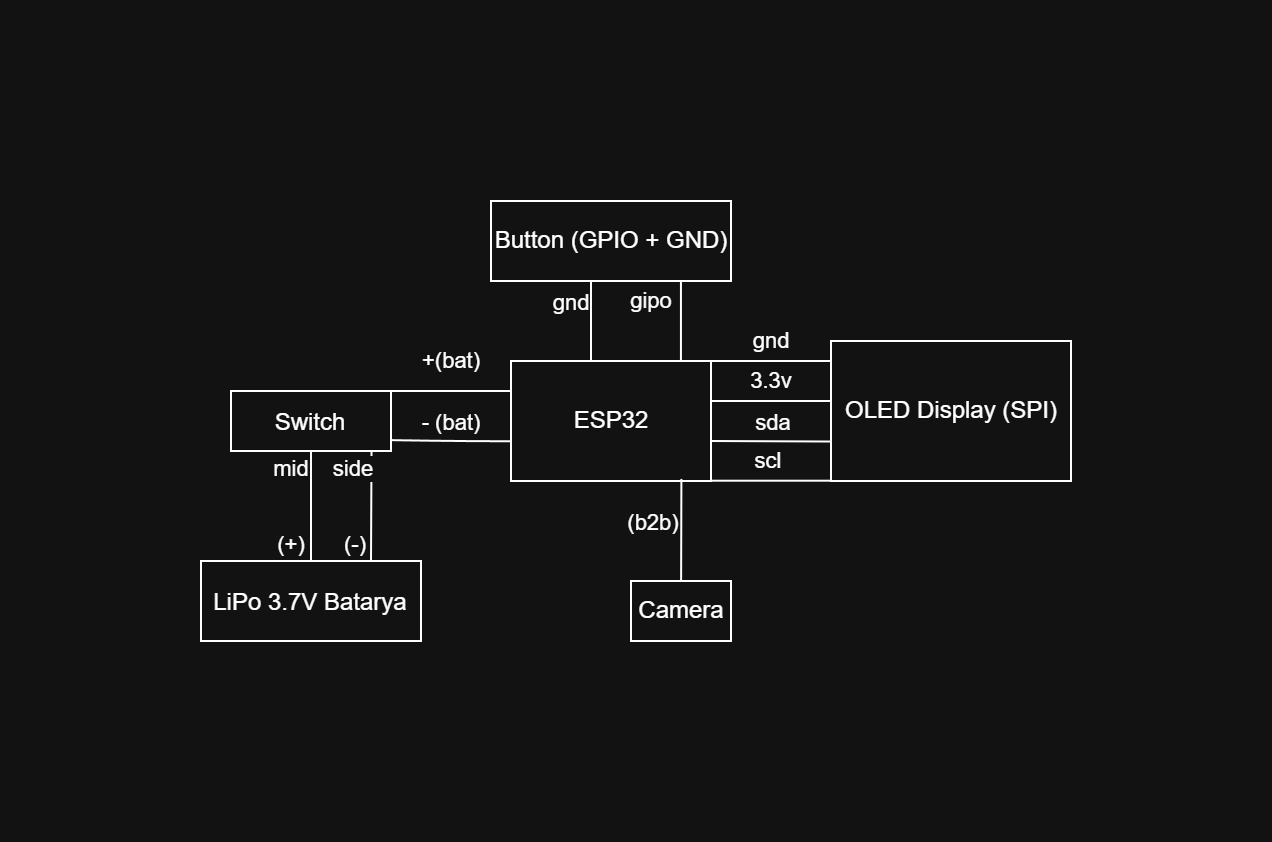 Button (GPIO + GND)
gnd
gipo
+(bat)
- (bat)
Switch
mid
side
(+)
(-)
LiPo 3.7V Batarya
ESP32
gnd
3.3v
sda
scl
OLED Display (SPI)
(b2b)
Camera